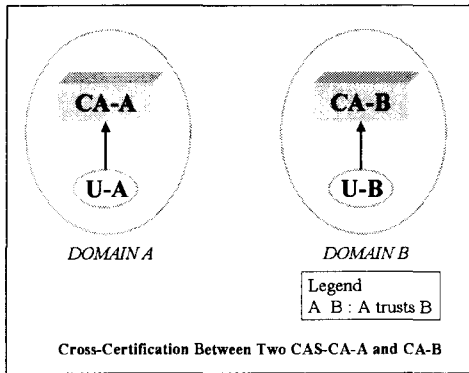 CA-A
CA-B
U-A
U-B
DOMAIN A
DOMAIN B
Legend
A B : A trusts B
Cross-Certification Between Two CAS-CA-A and CA-B